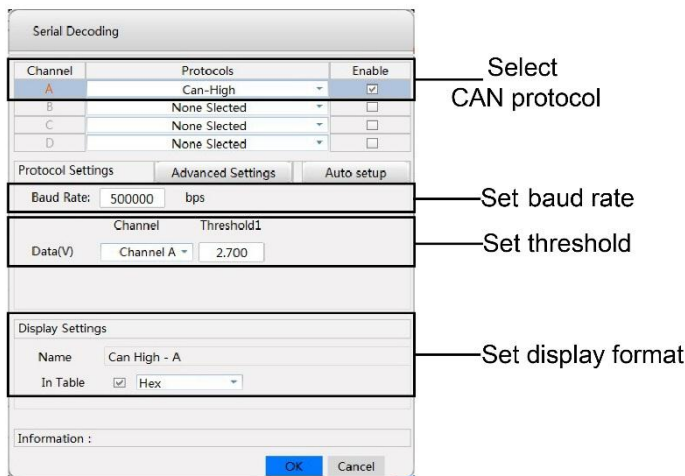 Serial Decoding
Channel Protocols Enable
A Can-High
B None Slected
C None Slected
D None Slected
Select
CAN protocol
Protocol Settings Advanced Settings Auto setup
Baud Rate: 500000 bps
Set baud rate
Channel Threshold1
Data(V) Channel A 2.700
Set threshold
Display Settings
Name Can High - A
In Table Hex
Set display format
Information :
OK Cancel